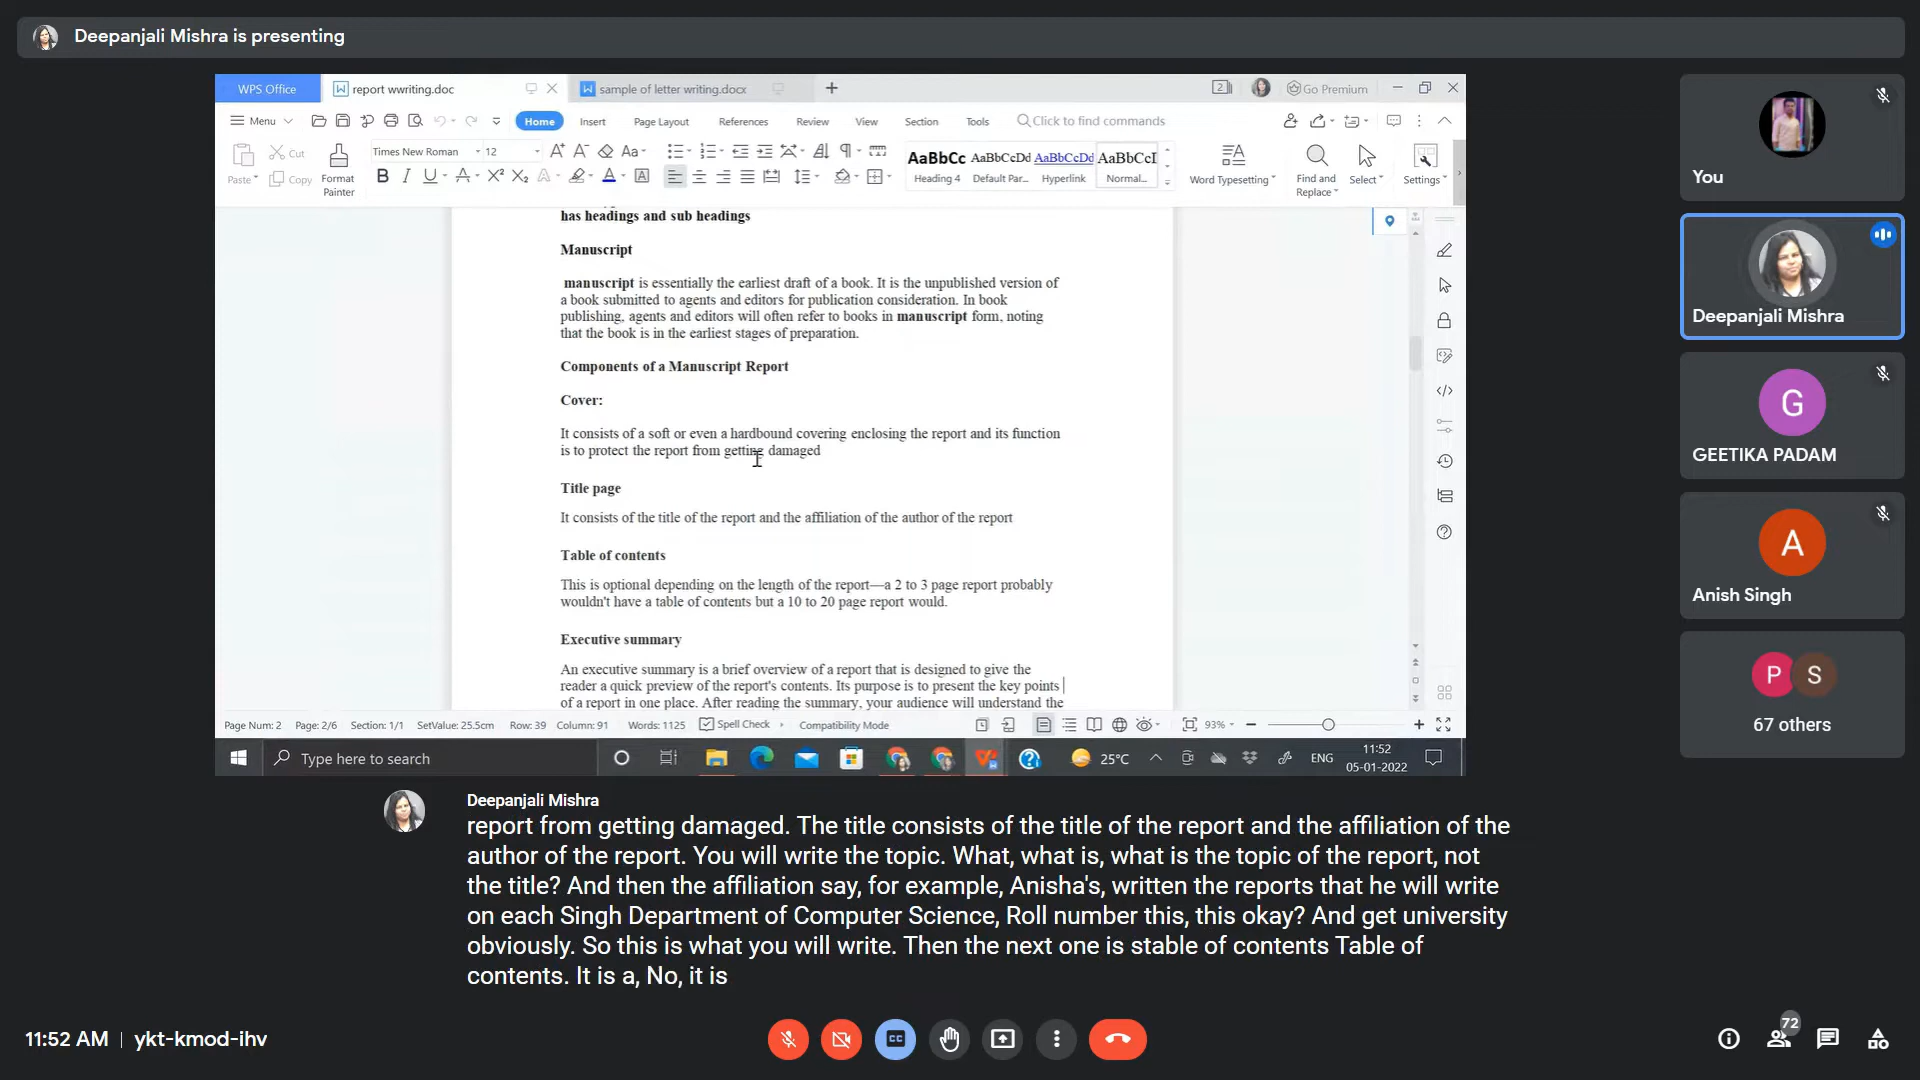 Deepanjali Mishra is presenting
WPS Office
report wwriting.doc
sample of letter writing.docx
Go Premium
Menu
Home
Insert
Page Layout
References
Review
View
Section
Tools
Click to find commands
Paste
Cut
Copy
Format Painter
Times New Roman
12
AaBbCc
Heading 4
AaBbCcDd
Default Par...
AaBbCcDd
Hyperlink
AaBbCcI
Normal...
Word Typesetting
Find and Replace
Select
Settings
has headings and sub headings
Manuscript
manuscript is essentially the earliest draft of a book. It is the unpublished version of
a book submitted to agents and editors for publication consideration. In book
publishing, agents and editors will often refer to books in manuscript form, noting
that the book is in the earliest stages of preparation.
Components of a Manuscript Report
Cover:
It consists of a soft or even a hardbound covering enclosing the report and its function
is to protect the report from getting damaged
Title page
It consists of the title of the report and the affiliation of the author of the report
Table of contents
This is optional depending on the length of the report—a 2 to 3 page report probably
wouldn't have a table of contents but a 10 to 20 page report would.
Executive summary
An executive summary is a brief overview of a report that is designed to give the
reader a quick preview of the report's contents. Its purpose is to present the key points
of a report in one place. After reading the summary, your audience will understand the
Page Num: 2 Page: 2/6 Section: 1/1 SetValue: 25.5cm Row: 39 Column: 91 Words: 1125 Spell Check Compatibility Mode 93%
Type here to search
25°C
ENG
11:52
05-01-2022
You
Deepanjali Mishra
G
GEETIKA PADAM
A
Anish Singh
P S
67 others
Deepanjali Mishra
report from getting damaged. The title consists of the title of the report and the affiliation of the
author of the report. You will write the topic. What, what is, what is the topic of the report, not
the title? And then the affiliation say, for example, Anisha's, written the reports that he will write
on each Singh Department of Computer Science, Roll number this, this okay? And get university
obviously. So this is what you will write. Then the next one is stable of contents Table of
contents. It is a, No, it is
11:52 AM | ykt-kmod-ihv
72